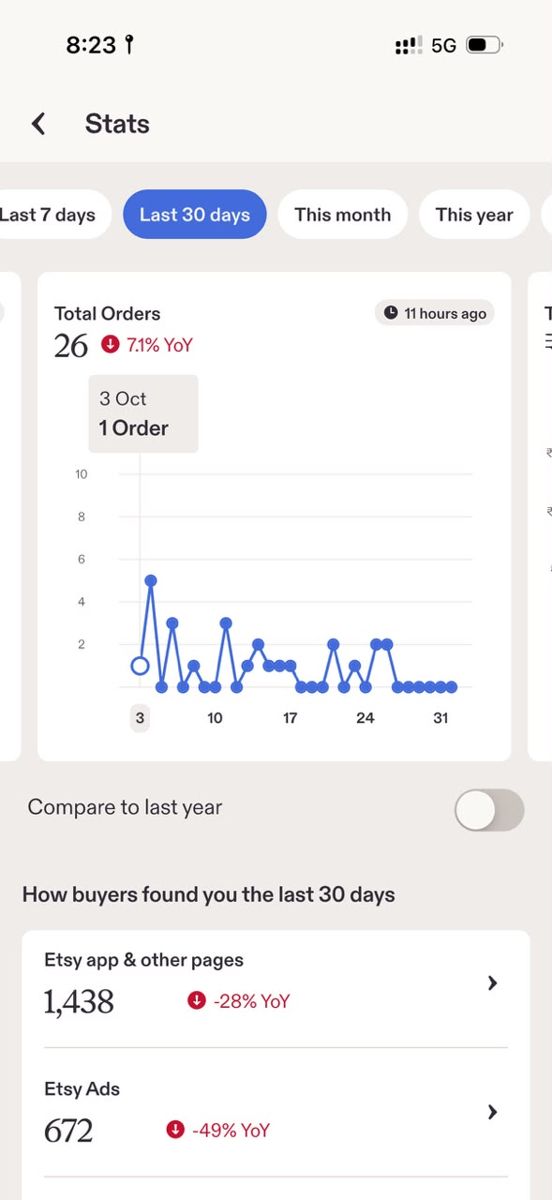 8:23
5G
Stats
Last 7 days
Last 30 days
This month
This year
Total Orders
11 hours ago
26
7.1% YoY
3 Oct
1 Order
10
8
6
4
2
3 10 17 24 31
₹
₹
Compare to last year
How buyers found you the last 30 days
Etsy app & other pages
1,438
-28% YoY
Etsy Ads
672
-49% YoY